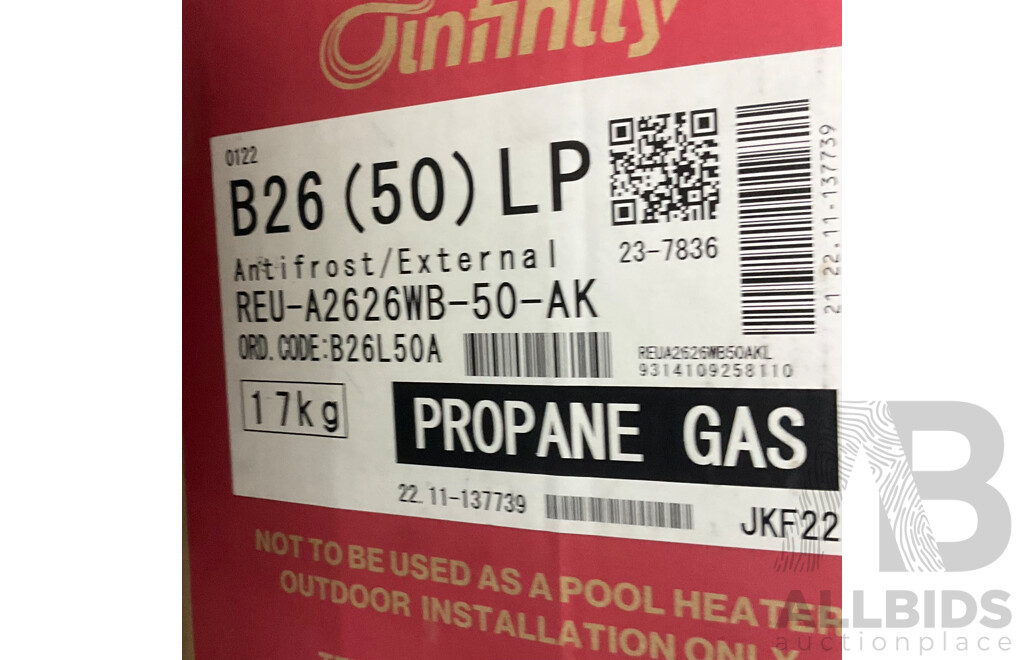 infinity
0122
B26(50)LP
23-7836
Antifrost/External
REU-A2626WB-50-AK
ORD.CODE:B26L50A
REUA2626WB50AKL
9314109258110
21 22.11-137739
17kg
PROPANE GAS
22.11-137739
JKF22
NOT TO BE USED AS A POOL HEATER
OUTDOOR INSTALLATION ONLY
AB
ALLBIDS
auctionplace